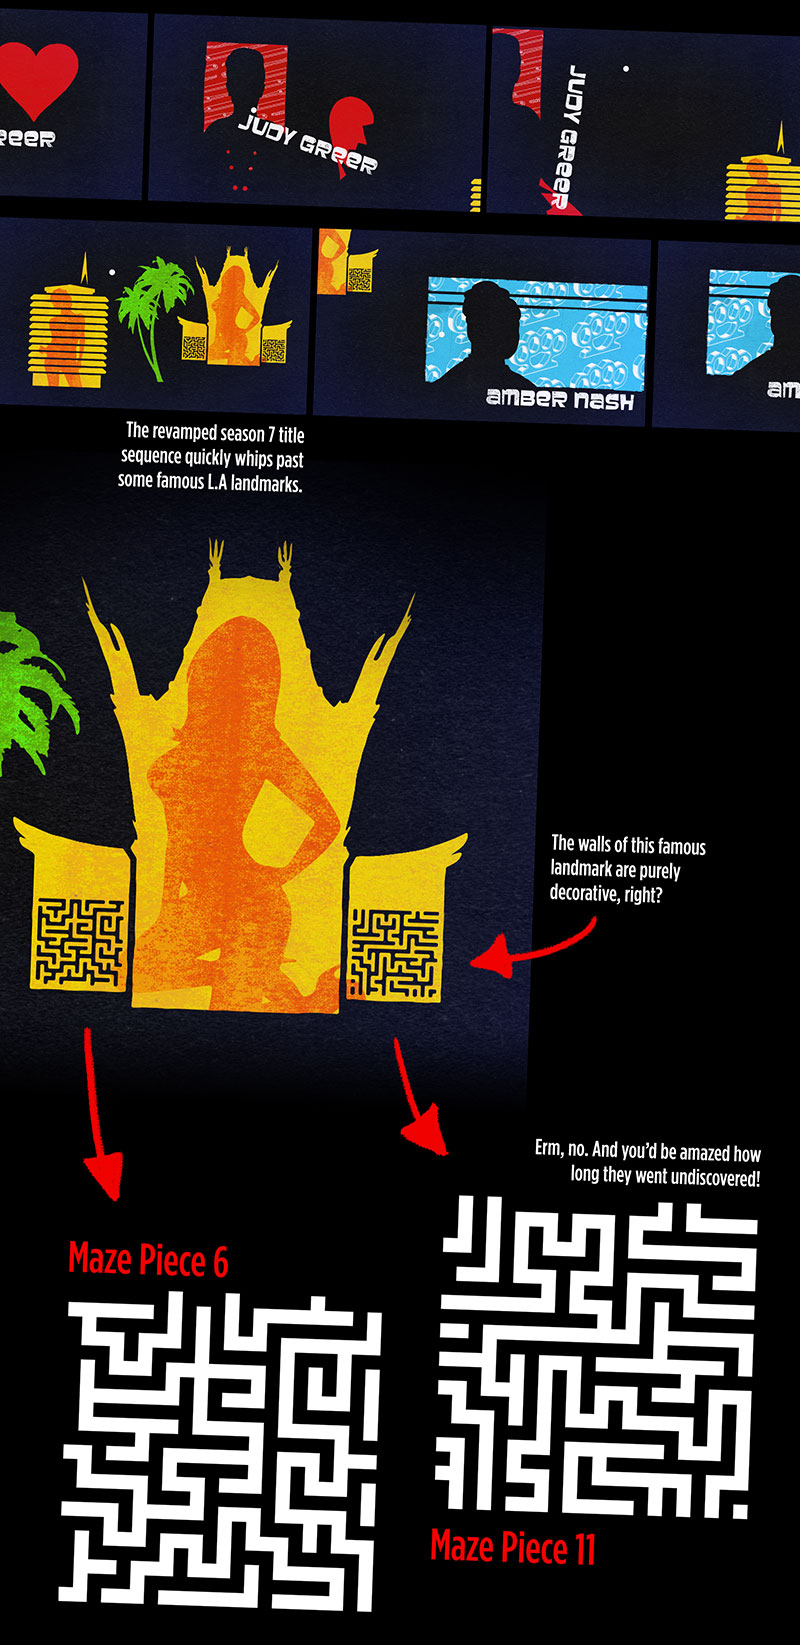 REER
JUDY GREER
JUDY GREER
AMBER NASH
AM
The revamped season 7 title
sequence quickly whips past
some famous L.A landmarks.
The walls of this famous
landmark are purely
decorative, right?
Erm, no. And you’d be amazed how
long they went undiscovered!
Maze Piece 6
Maze Piece 11